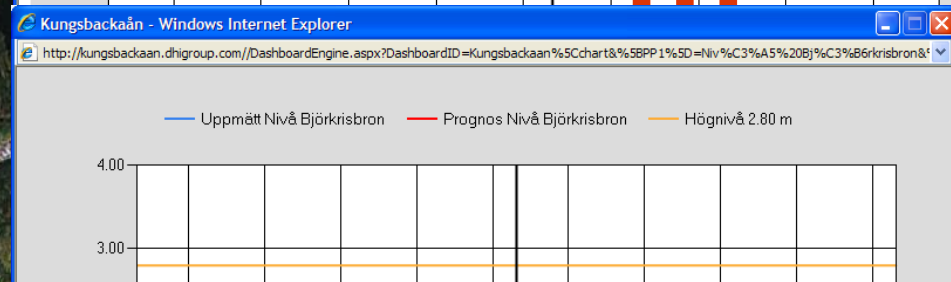 Kungsbackaån - Windows Internet Explorer
http://kungsbackaan.dhigroup.com//DashboardEngine.aspx?DashboardID=Kungsbackaan%5Cchart&%5BPP1%5D=Niv%C3%A5%20Bj%C3%B6rkrisbron&
Uppmätt Nivå Björkrisbron Prognos Nivå Björkrisbron Högnivå 2.80 m
4.00
3.00